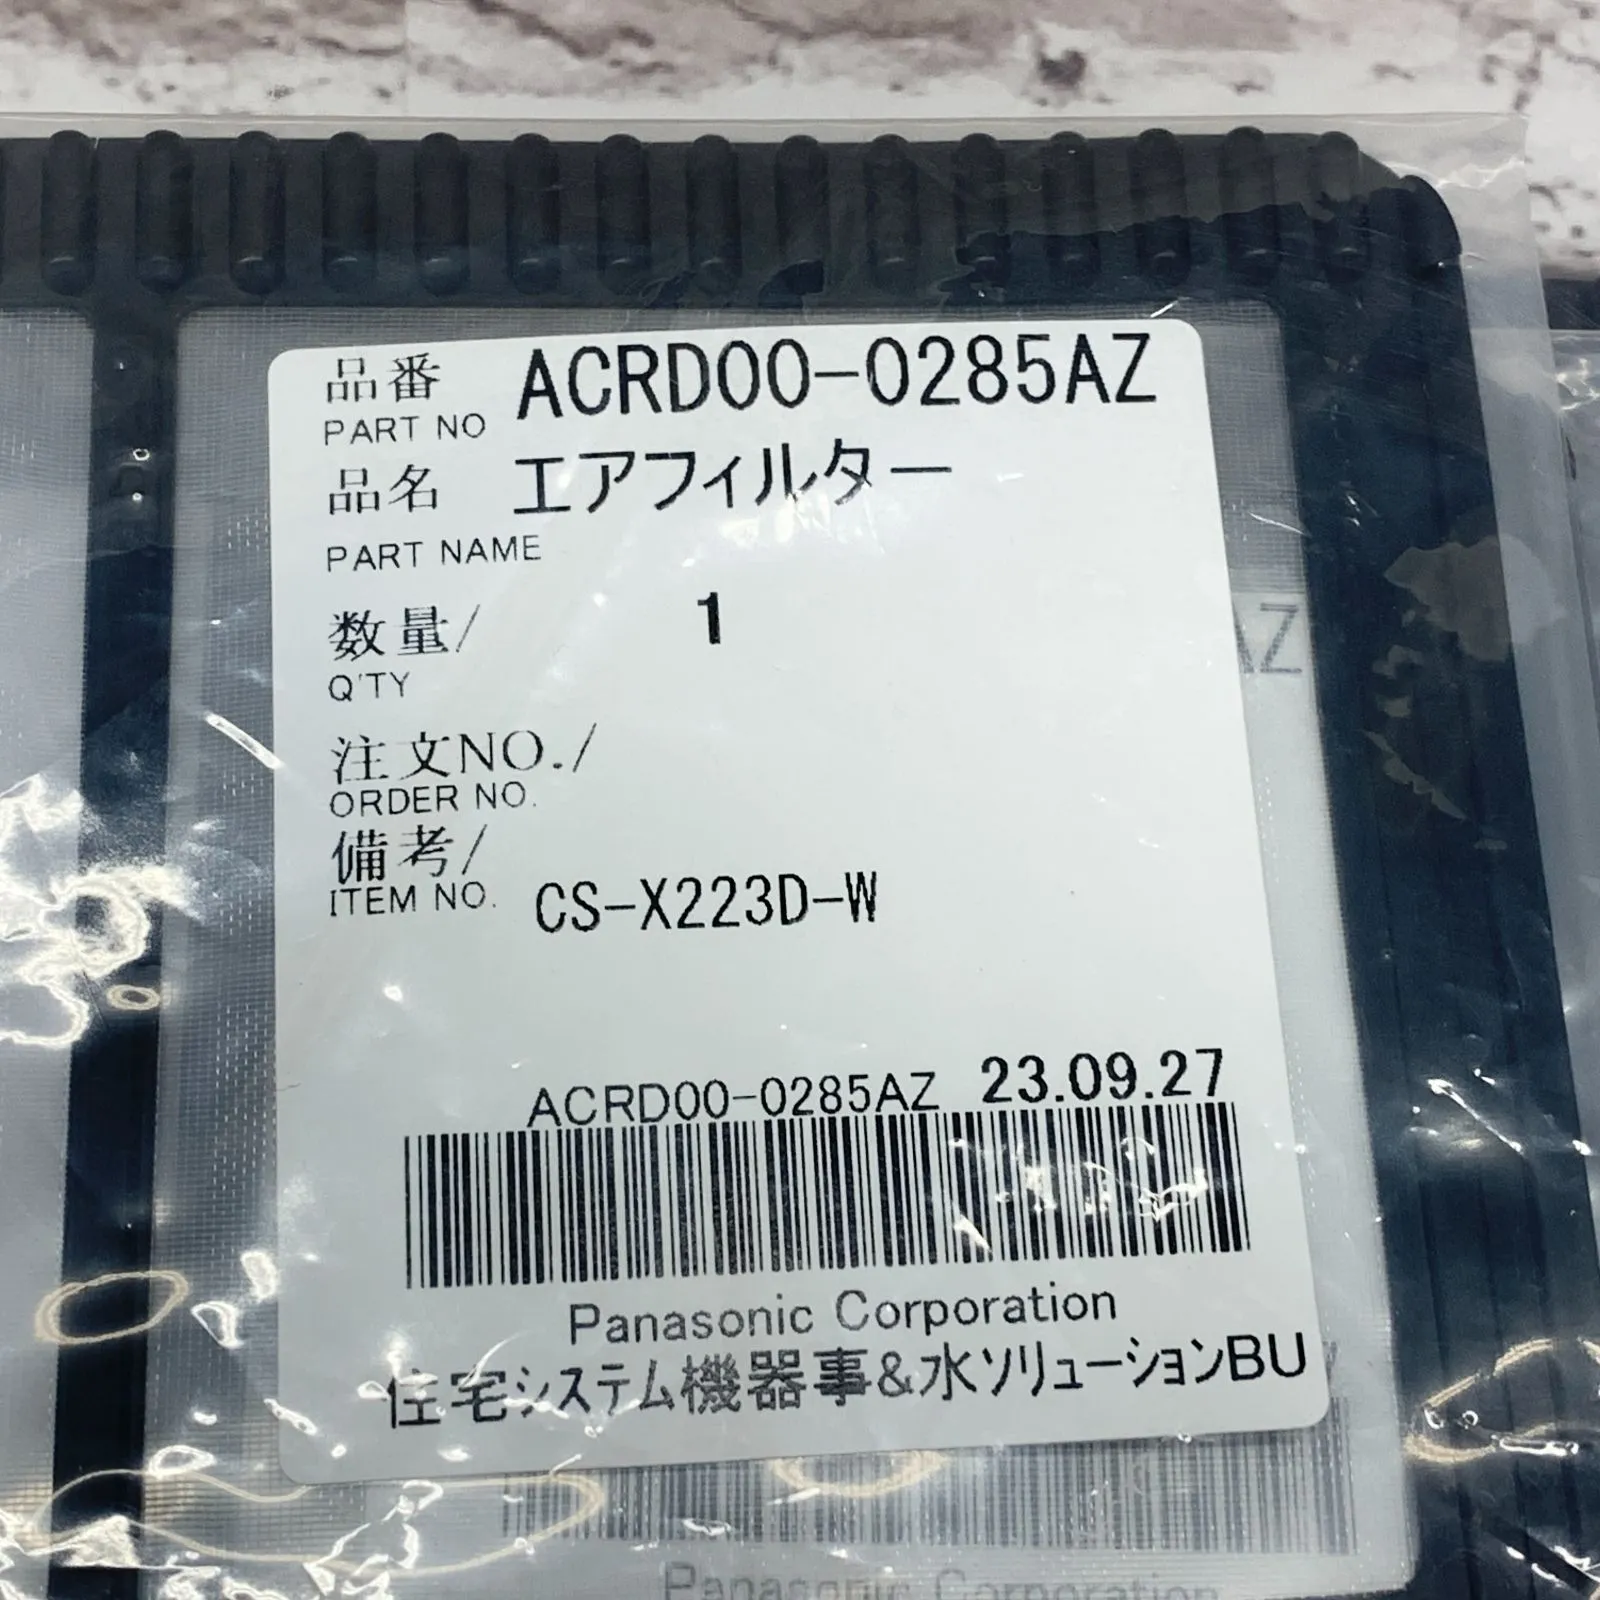 品番 ACRD00-0285AZ
PART NO
品名 エアフィルター
PART NAME
数量/ 1
Q'TY
注文NO./
ORDER NO.
備考/
ITEM NO. CS-X223D-W
ACRD00-0285AZ 23.09.27
Panasonic Corporation
住宅システム機器事&水ソリューションBU
AZ
Panasonic Corporation